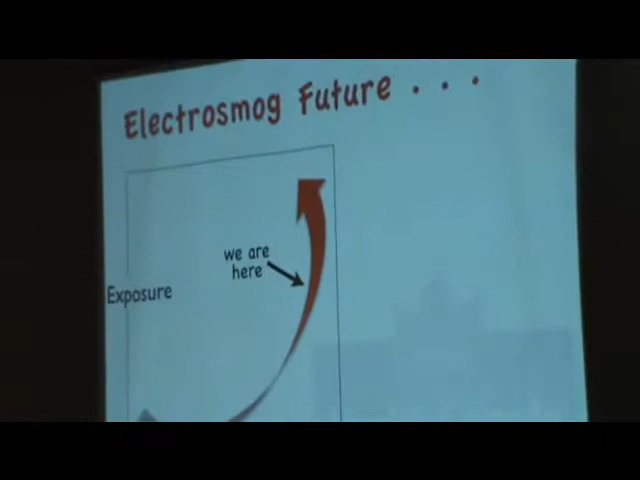 Electrosmog Future . . .
we are
here
Exposure